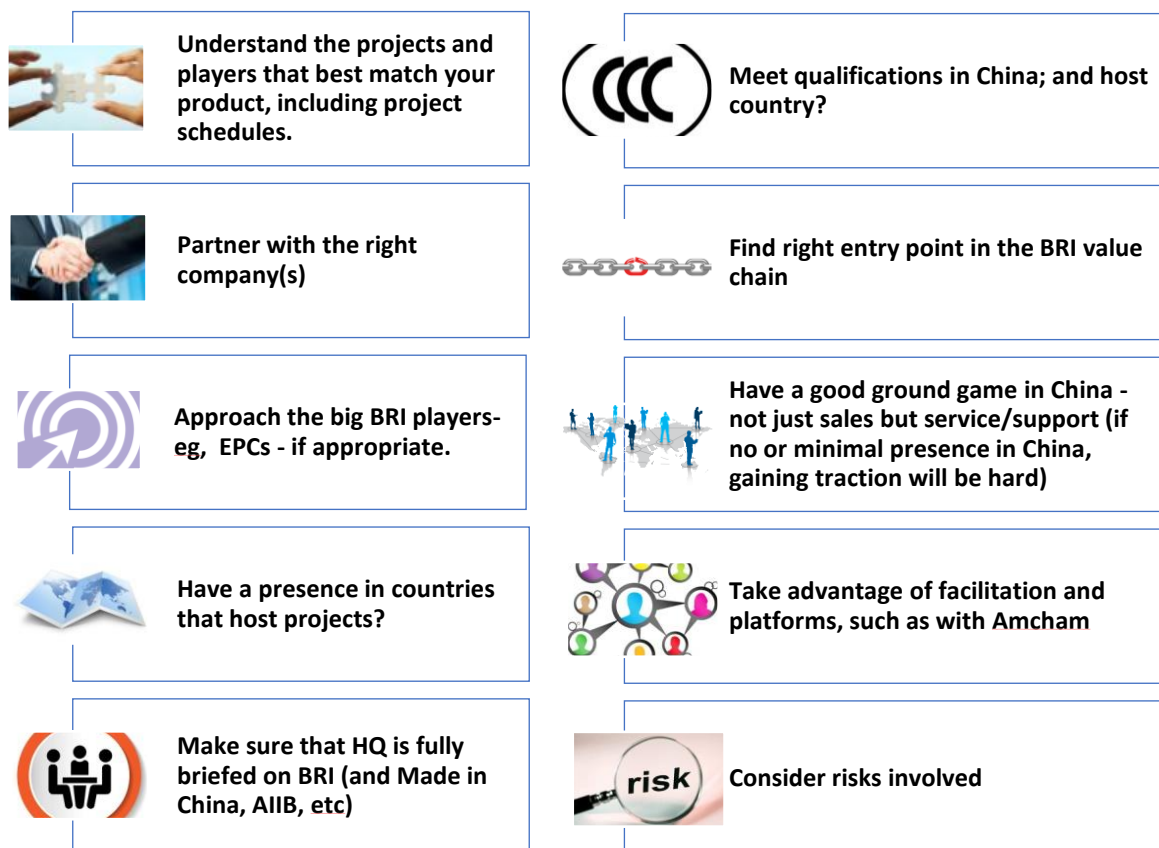 Understand the projects and
players that best match your
product, including project
schedules.
Partner with the right
company(s)
Approach the big BRI players-
eg,  EPCs - if appropriate.
Have a presence in countries
that host projects?
Make sure that HQ is fully
briefed on BRI (and Made in
China, AIIB, etc)
CCC
Meet qualifications in China; and host
country?
Find right entry point in the BRI value
chain
Have a good ground game in China -
not just sales but service/support (if
no or minimal presence in China,
gaining traction will be hard)
Take advantage of facilitation and
platforms, such as with Amcham
risk
Consider risks involved